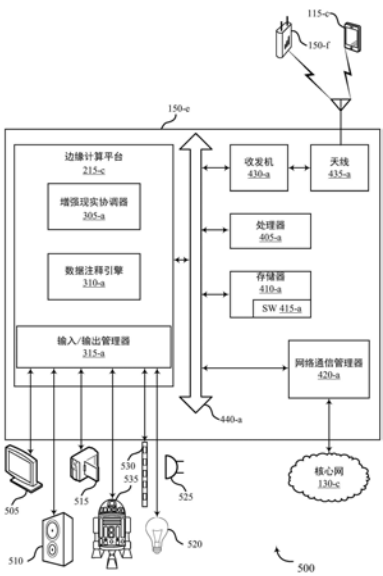 115-c
150-f
150-e
边缘计算平台
215-c
增强现实协调器
305-a
数据注释引擎
310-a
输入/输出管理器
315-a
收发机
430-a
天线
435-a
处理器
405-a
存储器
410-a
SW 415-a
网络通信管理器
420-a
440-a
核心网
130-c
505
510
515
535
530
525
520
500